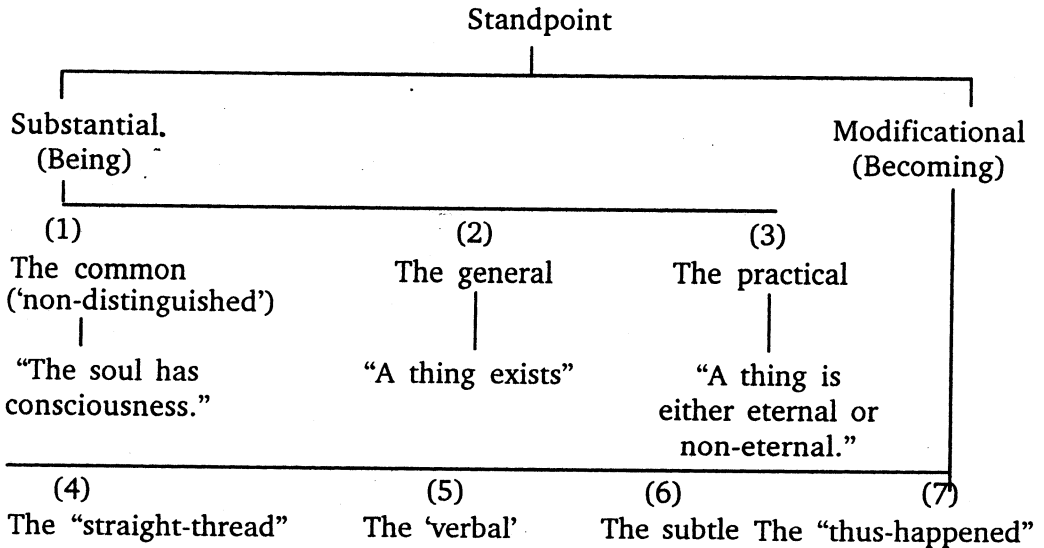 Standpoint
Substantial.
(Being)
Modificational
(Becoming)
(1)
The common
(‘non-distinguished’)
“The soul has
consciousness.”
(2)
The general
“A thing exists”
(3)
The practical
“A thing is
either eternal or
non-eternal.”
(4)
The “straight-thread”
(5)
The ‘verbal’
(6)
The subtle
(7)
The “thus-happened”